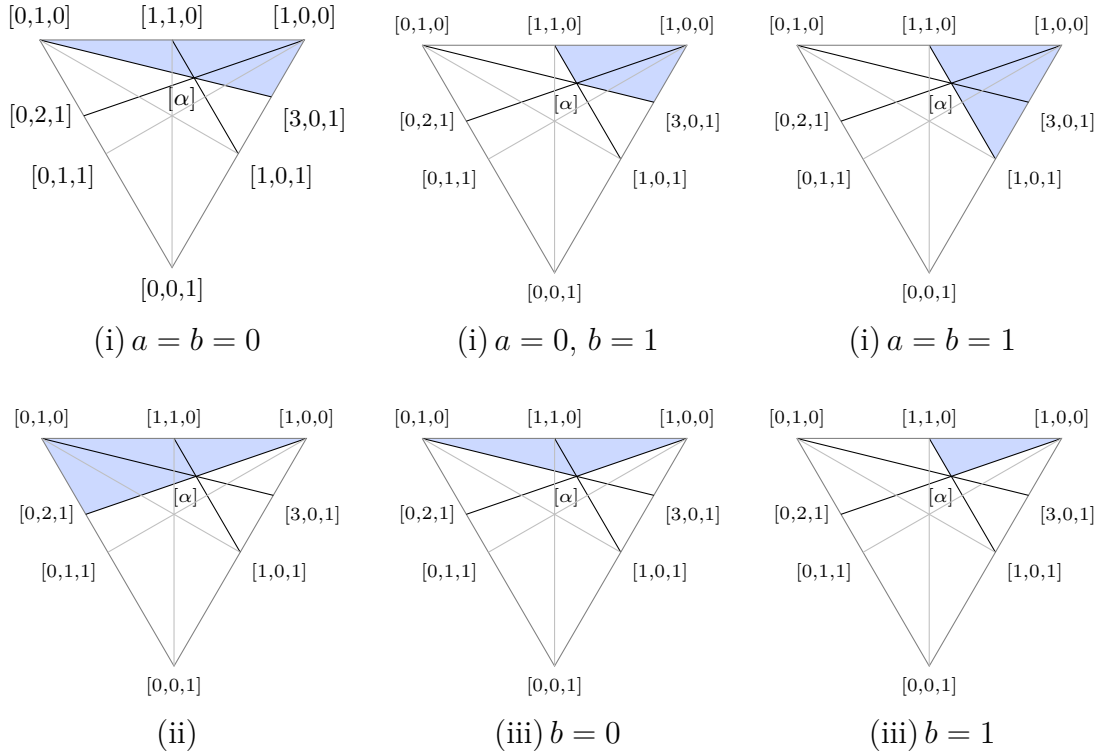 [0,1,0] [1,1,0] [1,0,0] [0,1,0] [1,1,0] [1,0,0] [0,1,0] [1,1,0] [1,0,0]
[α] [α] [α]
[0,2,1] [3,0,1] [0,2,1] [3,0,1] [0,2,1] [3,0,1]
[0,1,1] [1,0,1] [0,1,1] [1,0,1] [0,1,1] [1,0,1]
[0,0,1] [0,0,1] [0,0,1]
(i) a = b = 0 (i) a = 0, b = 1 (i) a = b = 1
[0,1,0] [1,1,0] [1,0,0] [0,1,0] [1,1,0] [1,0,0] [0,1,0] [1,1,0] [1,0,0]
[α] [α] [α]
[0,2,1] [3,0,1] [0,2,1] [3,0,1] [0,2,1] [3,0,1]
[0,1,1] [1,0,1] [0,1,1] [1,0,1] [0,1,1] [1,0,1]
[0,0,1] [0,0,1] [0,0,1]
(ii) (iii) b = 0 (iii) b = 1